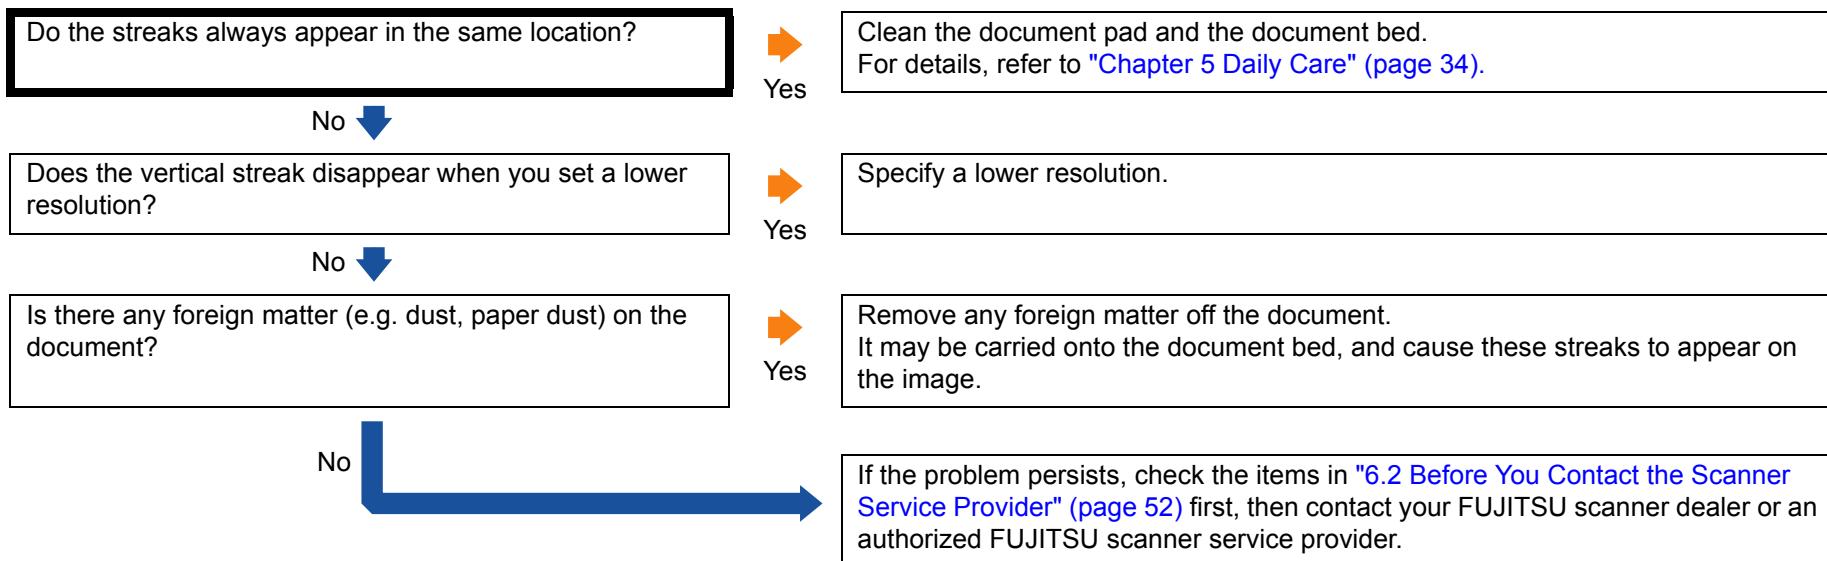 Do the streaks always appear in the same location?
Yes
Clean the document pad and the document bed.
For details, refer to "Chapter 5 Daily Care" (page 34).
No
Does the vertical streak disappear when you set a lower
resolution?
Yes
Specify a lower resolution.
No
Is there any foreign matter (e.g. dust, paper dust) on the
document?
Yes
Remove any foreign matter off the document.
It may be carried onto the document bed, and cause these streaks to appear on
the image.
No
If the problem persists, check the items in "6.2 Before You Contact the Scanner
Service Provider" (page 52) first, then contact your FUJITSU scanner dealer or an
authorized FUJITSU scanner service provider.